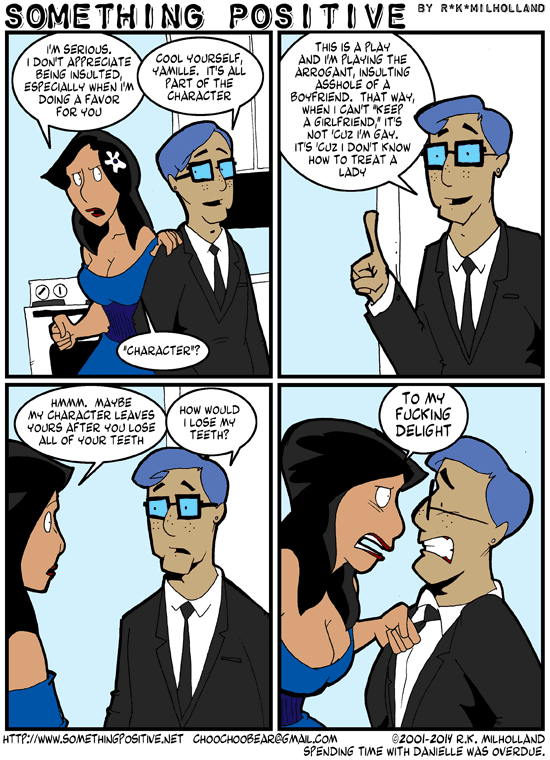 SOMETHING POSITIVE BY R*K*MILHOLLAND
I'M SERIOUS.
I DON'T APPRECIATE
BEING INSULTED,
ESPECIALLY WHEN I'M
DOING A FAVOR
FOR YOU
COOL YOURSELF,
YAMILLE. IT'S ALL
PART OF THE
CHARACTER
"CHARACTER"?
THIS IS A PLAY
AND I'M PLAYING THE
ARROGANT, INSULTING
ASSHOLE OF A
BOYFRIEND. THAT WAY,
WHEN I CAN'T "KEEP
A GIRLFRIEND," IT'S
NOT 'CUZ I'M GAY.
IT'S 'CUZ I DON'T KNOW
HOW TO TREAT A
LADY
HMMM. MAYBE
MY CHARACTER LEAVES
YOURS AFTER YOU LOSE
ALL OF YOUR TEETH
HOW WOULD
I LOSE MY
TEETH?
TO MY
FUCKING
DELIGHT
HTTP://WWW.SOMETHINGPOSITIVE.NET CHOOCHOOBEAR@GMAIL.COM ©2001-2014 R.K. MILHOLLAND
SPENDING TIME WITH DANIELLE WAS OVERDUE.